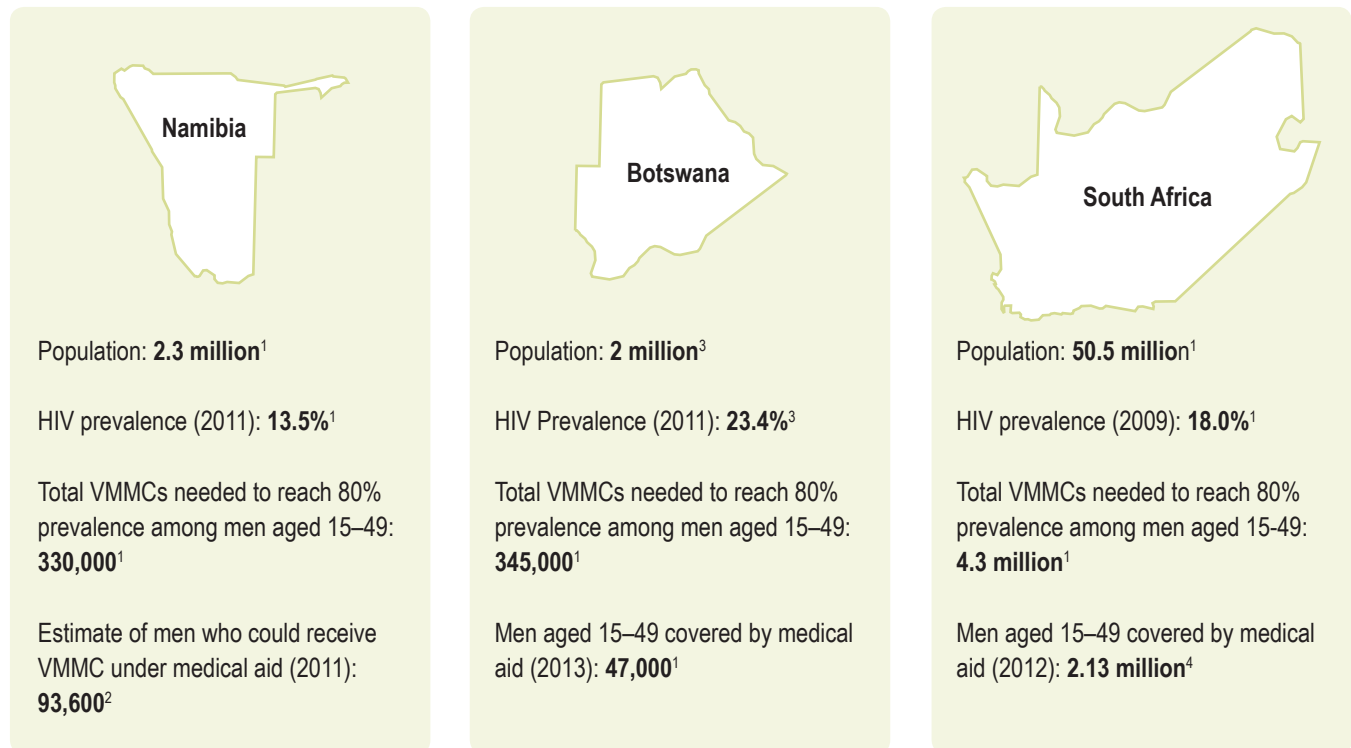 Namibia
Population: 2.3 million¹
HIV prevalence (2011): 13.5%¹
Total VMMCs needed to reach 80%
prevalence among men aged 15–49:
330,000¹
Estimate of men who could receive
VMMC under medical aid (2011):
93,600²
Botswana
Population: 2 million³
HIV Prevalence (2011): 23.4%³
Total VMMCs needed to reach 80%
prevalence among men aged 15–49:
345,000¹
Men aged 15–49 covered by medical
aid (2013): 47,000¹
South Africa
Population: 50.5 million¹
HIV prevalence (2009): 18.0%¹
Total VMMCs needed to reach 80%
prevalence among men aged 15-49:
4.3 million¹
Men aged 15–49 covered by medical
aid (2012): 2.13 million⁴